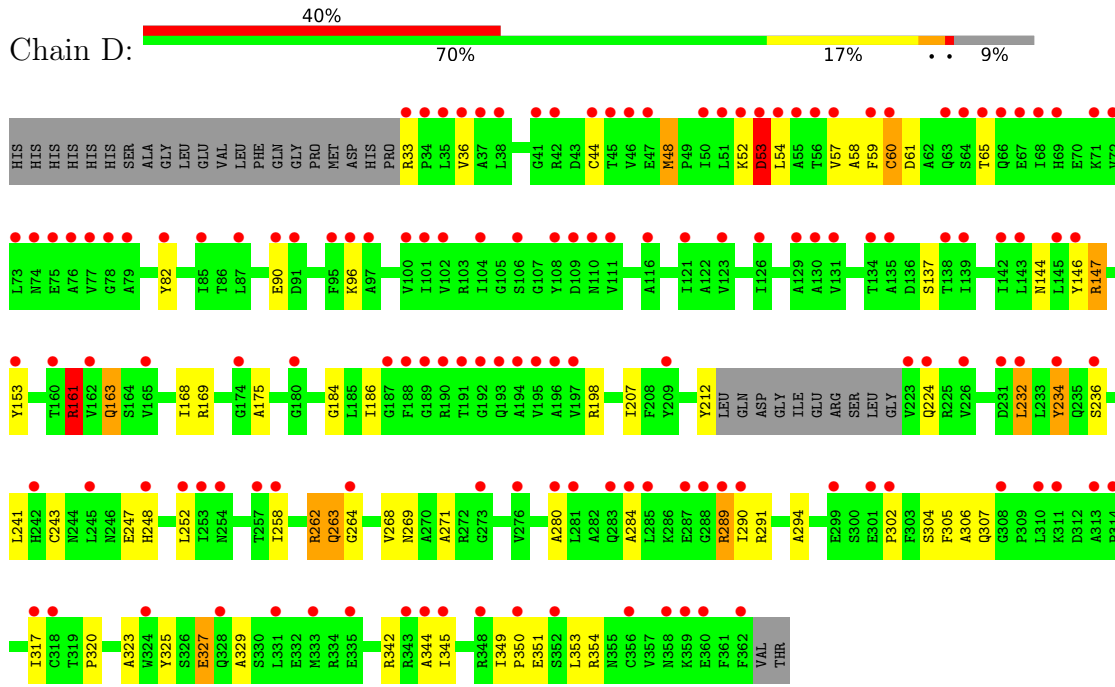 40%
Chain D:
70% 17% • • 9%
HIS HIS HIS HIS HIS HIS SER ALA GLY LEU GLU VAL LEU PHE GLN GLY PRO MET ASP HIS PRO R33 P34 L35 V36 A37 L38 G41 R42 D43 C44 T45 V46 E47 M48 P49 I50 L51 K52 D53 L54 A55 T56 V57 A58 F59 C60 D61 A62 Q63 S64 T65 Q66 E67 I68 H69 E70 K71 V72
L73 N74 E75 A76 V77 G78 A79 Y82 I85 T86 L87 E90 D91 F95 K96 A97 V100 I101 V102 R103 I104 G105 S106 G107 Y108 D109 N110 V111 A116 I121 A122 V123 I126 A129 A130 V131 T134 A135 D136 S137 T138 I139 I142 L143 N144 L145 Y146 R147
Y153 T160 R161 V162 Q163 S164 V165 I168 R169 G174 A175 G180 G184 L185 I186 G187 F188 G189 R190 T191 G192 Q193 A194 V195 A196 V197 R198 I207 F208 Y209 Y212 LEU GLN ASP GLY ILE GLU ARG SER LEU GLY V223 Q224 R225 V226 D231 L232 L233 Y234 Q235 S236
L241 H242 C243 N244 L245 N246 E247 H248 L252 I253 N254 T257 I258 R262 Q263 G264 V268 N269 A270 A271 R272 G273 V276 A280 L281 A282 Q283 A284 L285 K286 E287 G288 R289 I290 R291 A294 E299 S300 E301 P302 F303 S304 F305 A306 Q307 G308 P309 L310 K311 D312 A313 P314
I317 C318 T319 P320 A323 W324 Y325 S326 E327 Q328 A329 S330 L331 E332 M333 R334 E335 R342 R343 A344 I345 R348 I349 P350 E351 S352 L353 R354 N355 C356 V357 N358 K359 E360 F361 F362 VAL THR